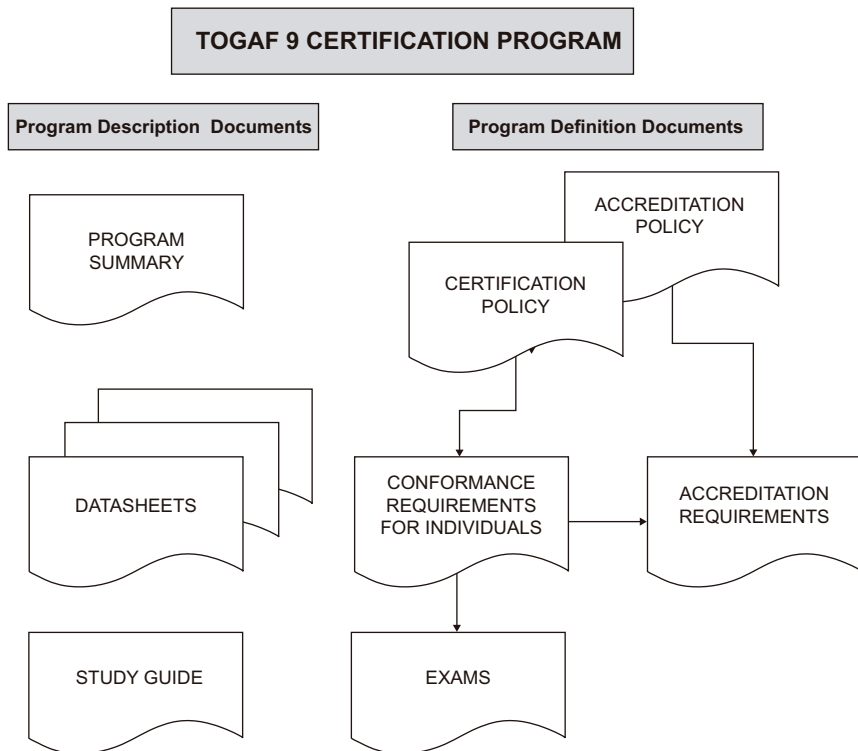 TOGAF 9 CERTIFICATION PROGRAM
Program Description Documents
Program Definition Documents
PROGRAM
SUMMARY
ACCREDITATION
POLICY
CERTIFICATION
POLICY
DATASHEETS
CONFORMANCE
REQUIREMENTS
FOR INDIVIDUALS
ACCREDITATION
REQUIREMENTS
STUDY GUIDE
EXAMS